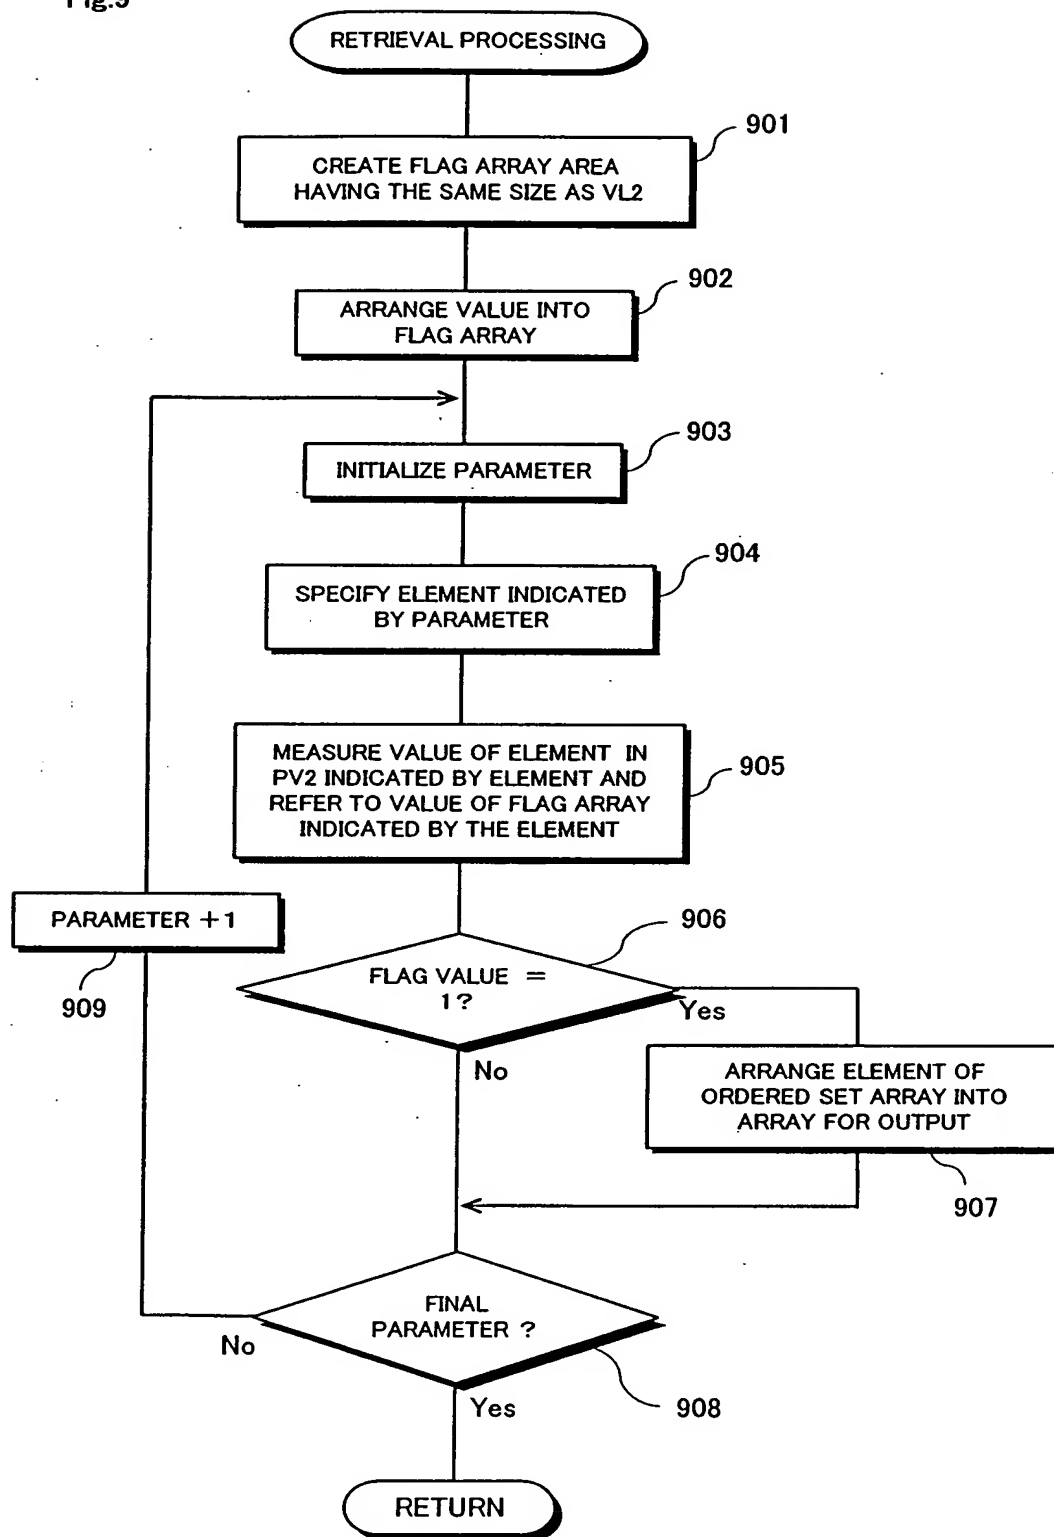 Fig.9
RETRIEVAL PROCESSING
901
CREATE FLAG ARRAY AREA
HAVING THE SAME SIZE AS VL2
902
ARRANGE VALUE INTO
FLAG ARRAY
903
INITIALIZE PARAMETER
904
SPECIFY ELEMENT INDICATED
BY PARAMETER
905
MEASURE VALUE OF ELEMENT IN
PV2 INDICATED BY ELEMENT AND
REFER TO VALUE OF FLAG ARRAY
INDICATED BY THE ELEMENT
PARAMETER +1
909
906
FLAG VALUE =
1?
Yes
No
ARRANGE ELEMENT OF
ORDERED SET ARRAY INTO
ARRAY FOR OUTPUT
907
FINAL
PARAMETER ?
No
Yes
908
RETURN